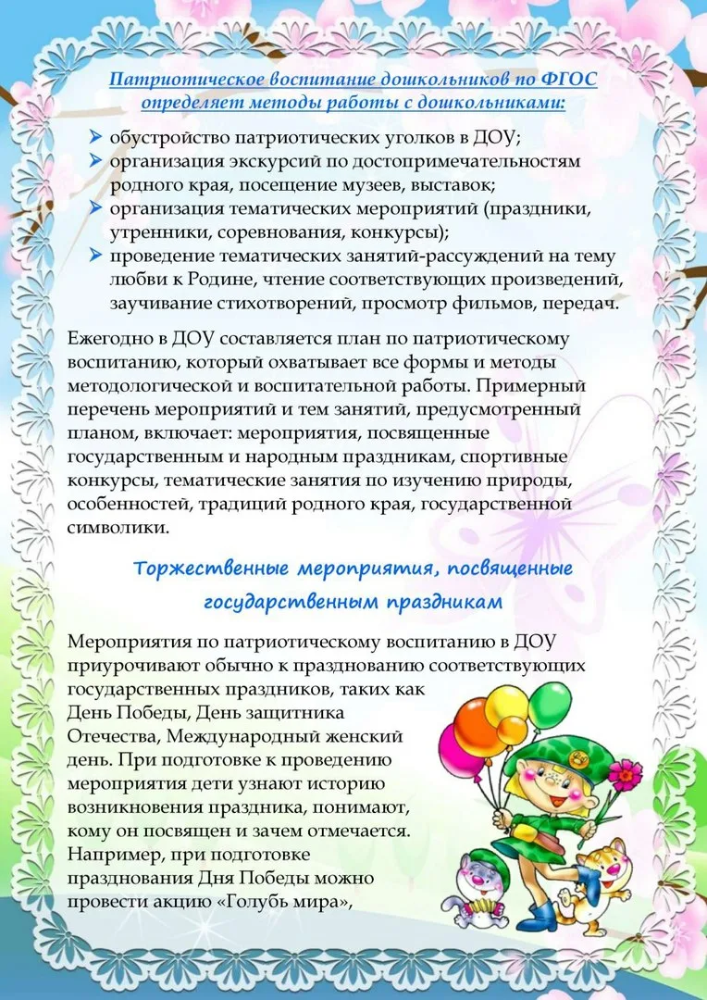 Патриотическое воспитание дошкольников по ФГОС
определяет методы работы с дошкольниками:
➢ обустройство патриотических уголков в ДОУ;
➢ организация экскурсий по достопримечательностям
родного края, посещение музеев, выставок;
➢ организация тематических мероприятий (праздники,
утренники, соревнования, конкурсы);
➢ проведение тематических занятий-рассуждений на тему
любви к Родине, чтение соответствующих произведений,
заучивание стихотворений, просмотр фильмов, передач.
Ежегодно в ДОУ составляется план по патриотическому
воспитанию, который охватывает все формы и методы
методологической и воспитательной работы. Примерный
перечень мероприятий и тем занятий, предусмотренный
планом, включает: мероприятия, посвященные
государственным и народным праздникам, спортивные
конкурсы, тематические занятия по изучению природы,
особенностей, традиций родного края, государственной
символики.
Торжественные мероприятия, посвященные
государственным праздникам
Мероприятия по патриотическому воспитанию в ДОУ
приурочивают обычно к празднованию соответствующих
государственных праздников, таких как
День Победы, День защитника
Отечества, Международный женский
день. При подготовке к проведению
мероприятия дети узнают историю
возникновения праздника, понимают,
кому он посвящен и зачем отмечается.
Например, при подготовке
празднования Дня Победы можно
провести акцию «Голубь мира»,